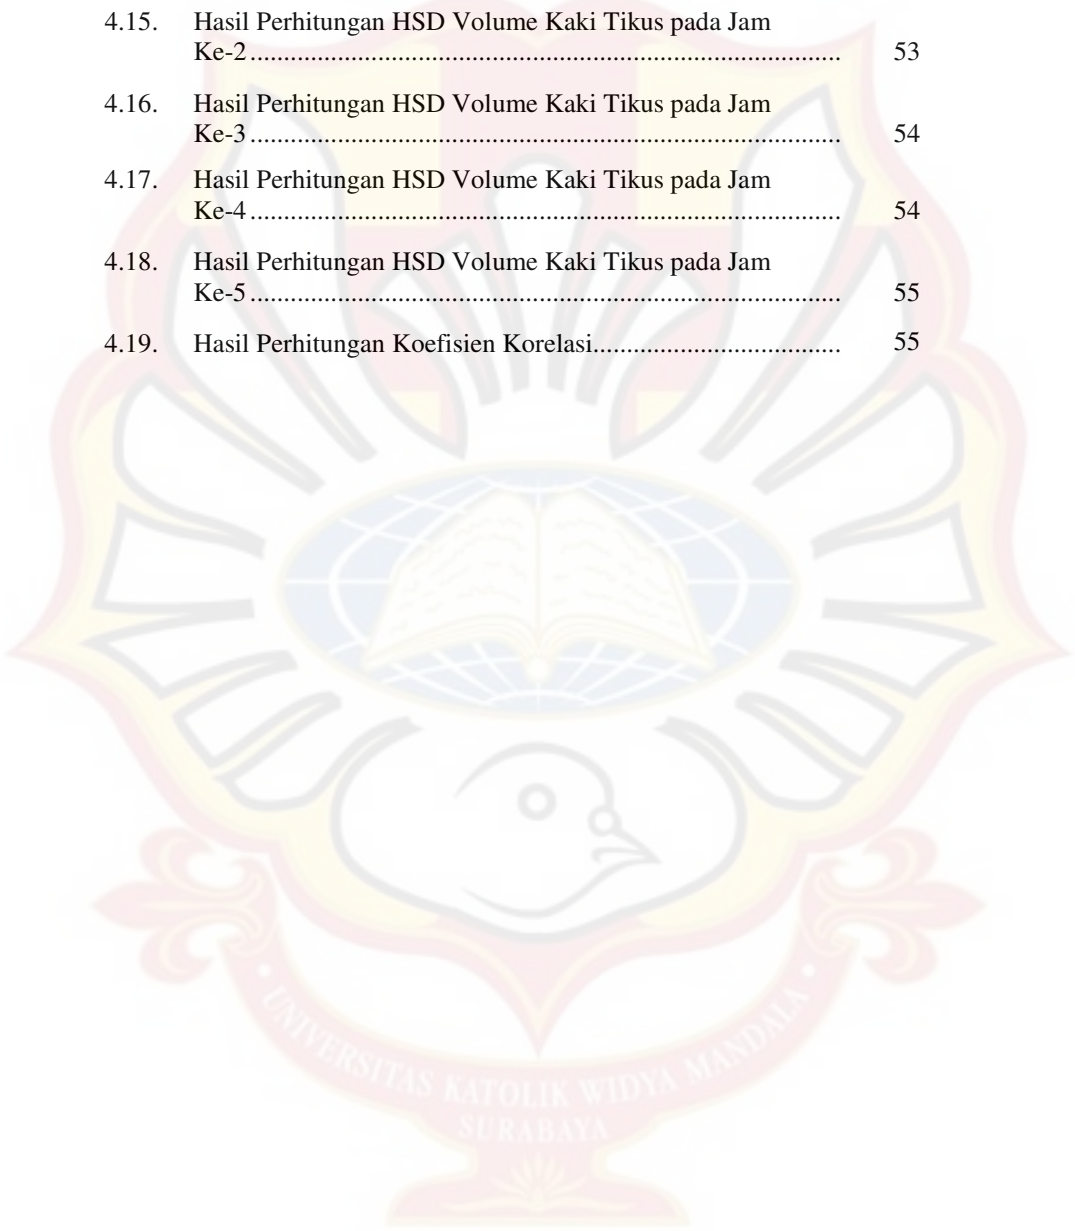 4.15. Hasil Perhitungan HSD Volume Kaki Tikus pada Jam
Ke-2........................................................................................ 53
4.16. Hasil Perhitungan HSD Volume Kaki Tikus pada Jam
Ke-3........................................................................................ 54
4.17. Hasil Perhitungan HSD Volume Kaki Tikus pada Jam
Ke-4........................................................................................ 54
4.18. Hasil Perhitungan HSD Volume Kaki Tikus pada Jam
Ke-5........................................................................................ 55
4.19. Hasil Perhitungan Koefisien Korelasi..................................... 55
• UNIVERSITAS KATOLIK WIDYA MANDALA •
SURABAYA